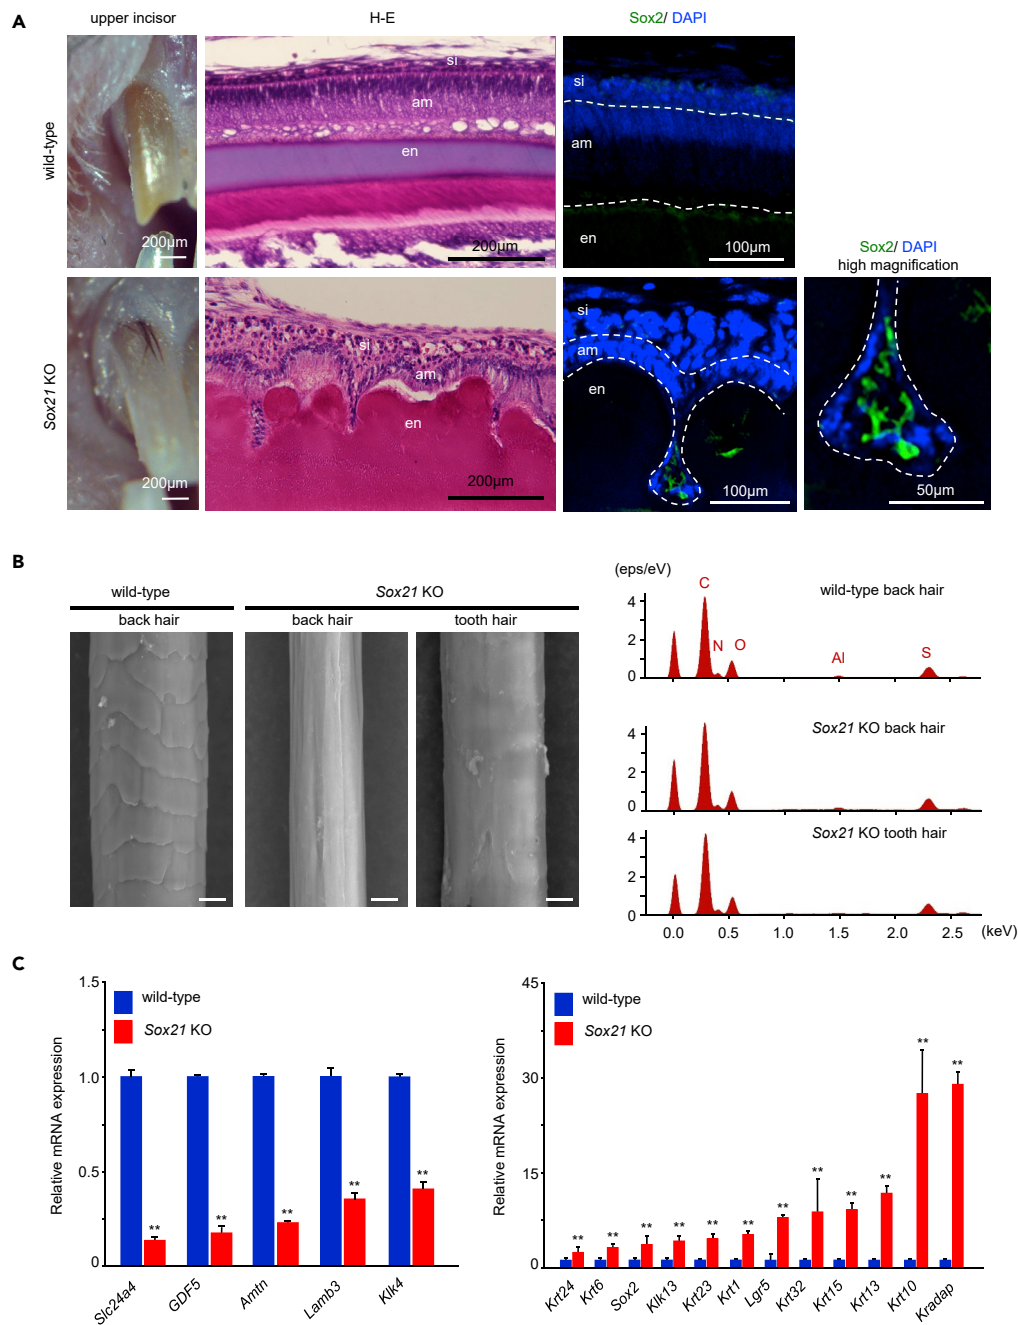 A
upper incisor
H-E
Sox2/ DAPI
wild-type
si
am
en
200µm
200µm
si
am
en
100µm
Sox2/ DAPI
high magnification
Sox21 KO
si
am
en
200µm
200µm
si
am
en
100µm
50µm
B
wild-type
Sox21 KO
back hair
back hair
tooth hair
(eps/eV)
wild-type back hair
C
N
O
Al
S
4
2
0
Sox21 KO back hair
4
2
0
Sox21 KO tooth hair
4
2
0
0.0
0.5
1.0
1.5
2.0
2.5
(keV)
C
Relative mRNA expression
1.5
1.0
0.5
0
wild-type
Sox21 KO
**
**
**
**
**
Slc24a4
GDF5
Amtn
Lamb3
Klk4
Relative mRNA expression
45
30
15
0
wild-type
Sox21 KO
**
**
**
**
**
**
**
**
**
**
**
**
Krt24
Krt6
Sox2
Klk13
Krt23
Krt1
Lgr5
Krt32
Krt15
Krt13
Krt10
Kradap